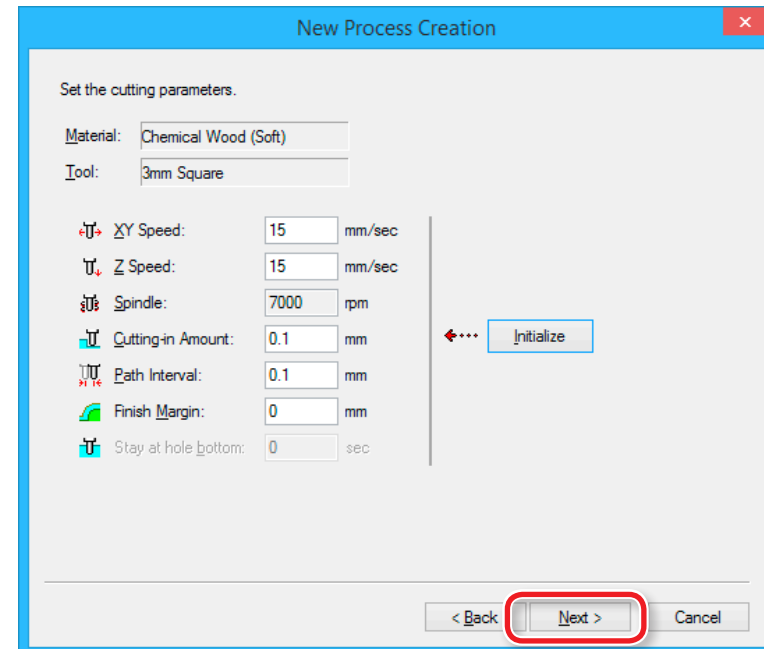 New Process Creation
Set the cutting parameters.
Material: Chemical Wood (Soft)
Tool: 3mm Square
XY Speed: 15 mm/sec
Z Speed: 15 mm/sec
Spindle: 7000 rpm
Cutting-in Amount: 0.1 mm
Initialize
Path Interval: 0.1 mm
Finish Margin: 0 mm
Stay at hole bottom: 0 sec
< Back Next > Cancel